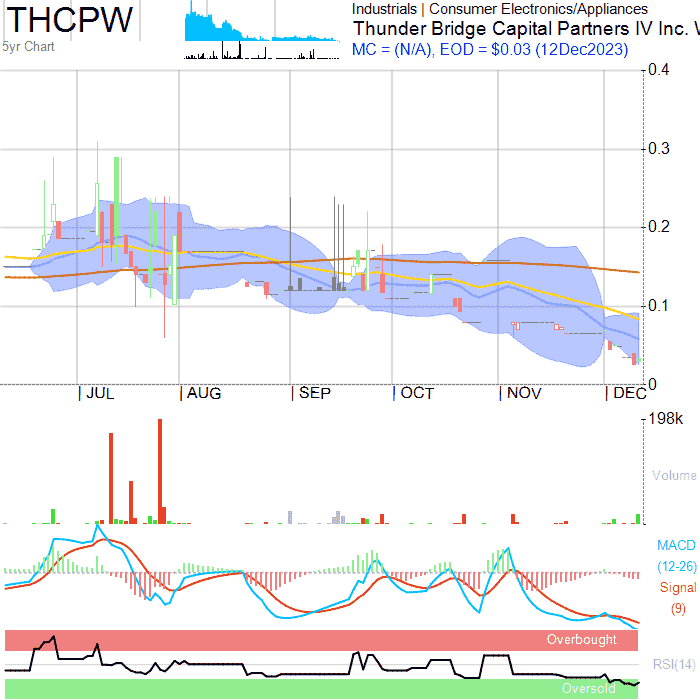 THCPW
5yr Chart
Industrials | Consumer Electronics/Appliances
Thunder Bridge Capital Partners IV Inc. W
MC = (N/A), EOD = $0.03 (12Dec2023)
0.4
0.3
0.2
0.1
0
JUL AUG SEP OCT NOV DEC
198k
Volume
MACD
(12-26)
Signal
(9)
Overbought
RSI(14)
Oversold